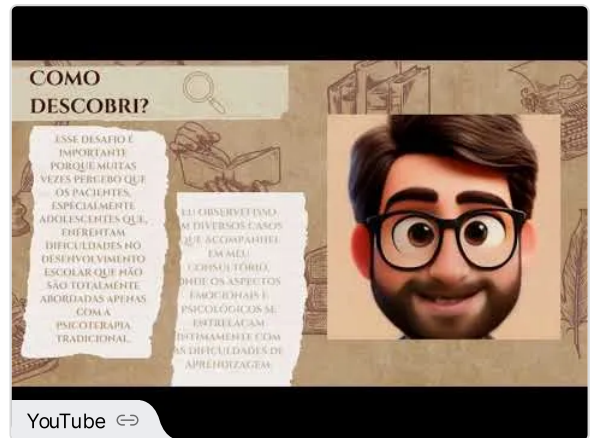 COMO
DESCOBRI?
ESSE DESAFIO É
IMPORTANTE
PORQUE MUITAS
VEZES PERCEBO QUE
OS PACIENTES,
ESPECIALMENTE
ADOLESCENTES QUE,
ENFRENTAM
DIFICULDADES NO
DESENVOLVIMENTO
ESCOLAR QUE NÃO
SÃO TOTALMENTE
ABORDADAS APENAS
COM A
PSICOTERAPIA
TRADICIONAL.
EU OBSERVEI ISSO
M DIVERSOS CASOS
QUE ACOMPANHEI
EM MEU
CONSULTÓRIO,
ONDE OS ASPECTOS
EMOCIONAIS E
PSICOLÓGICOS SE
ENTRELAÇAM
INTIMAMENTE COM
AS DIFICULDADES DE
APRENDIZAGEM.
YouTube